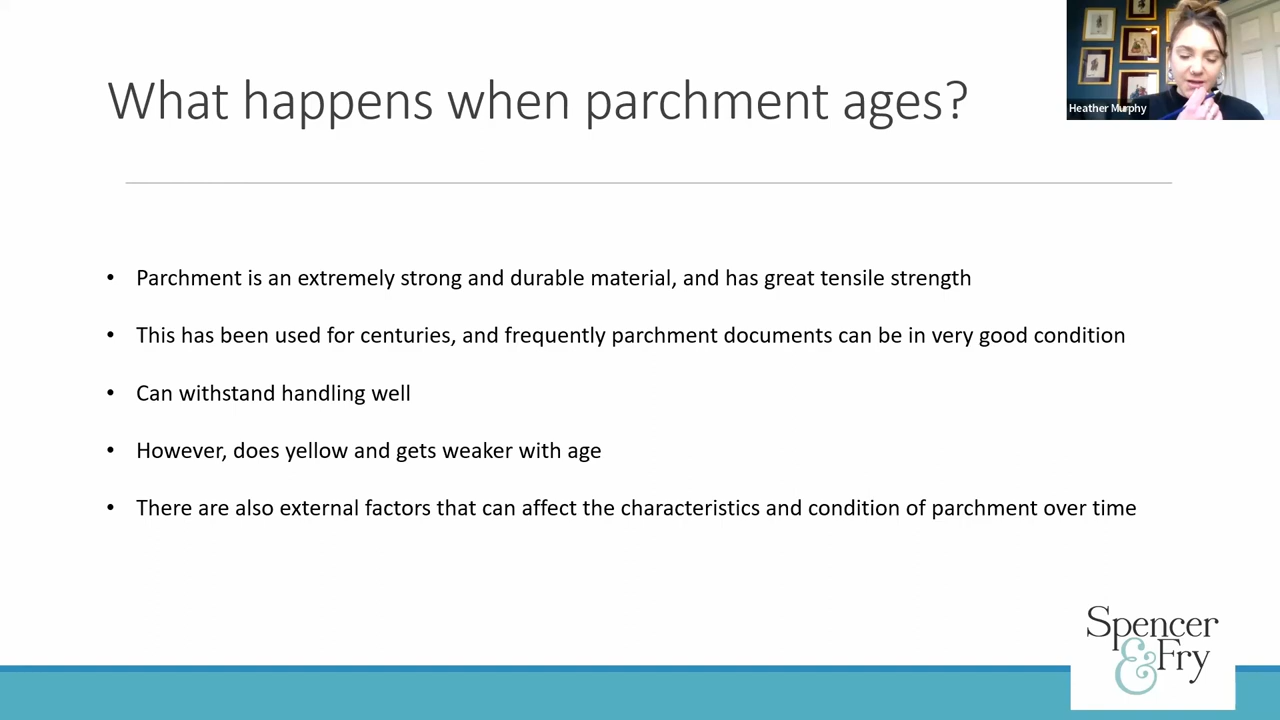 What happens when parchment ages?
Heather Murphy
• Parchment is an extremely strong and durable material, and has great tensile strength
• This has been used for centuries, and frequently parchment documents can be in very good condition
• Can withstand handling well
• However, does yellow and gets weaker with age
• There are also external factors that can affect the characteristics and condition of parchment over time
Spencer
& Fry